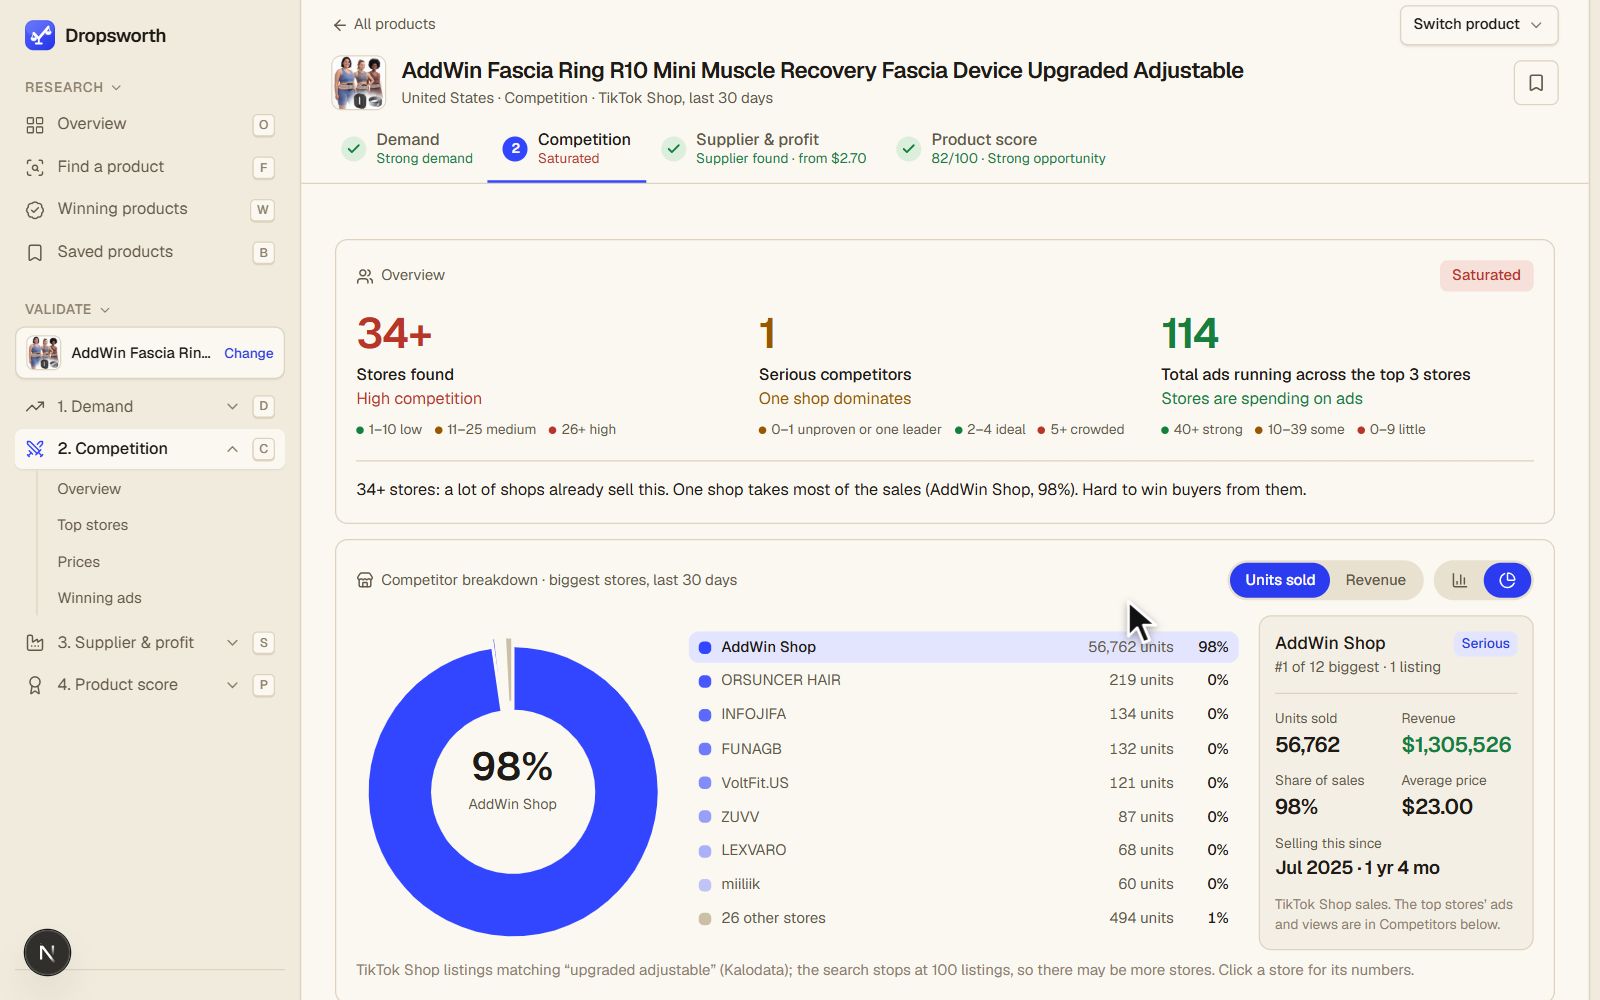 Dropsworth
RESEARCH
Overview O
Find a product F
Winning products W
Saved products B
VALIDATE
AddWin Fascia Rin... Change
1. Demand D
2. Competition C
Overview
Top stores
Prices
Winning ads
3. Supplier & profit S
4. Product score P
N
← All products
Switch product
AddWin Fascia Ring R10 Mini Muscle Recovery Fascia Device Upgraded Adjustable
United States · Competition · TikTok Shop, last 30 days
Demand
Strong demand
2 Competition
Saturated
Supplier & profit
Supplier found · from $2.70
Product score
82/100 · Strong opportunity
Overview
Saturated
34+
Stores found
High competition
1–10 low 11–25 medium 26+ high
1
Serious competitors
One shop dominates
0–1 unproven or one leader 2–4 ideal 5+ crowded
114
Total ads running across the top 3 stores
Stores are spending on ads
40+ strong 10–39 some 0–9 little
34+ stores: a lot of shops already sell this. One shop takes most of the sales (AddWin Shop, 98%). Hard to win buyers from them.
Competitor breakdown · biggest stores, last 30 days
Units sold Revenue
98%
AddWin Shop
AddWin Shop 56,762 units 98%
ORSUNCER HAIR 219 units 0%
INFOJIFA 134 units 0%
FUNAGB 132 units 0%
VoltFit.US 121 units 0%
ZUVV 87 units 0%
LEXVARO 68 units 0%
miiliik 60 units 0%
26 other stores 494 units 1%
AddWin Shop Serious
#1 of 12 biggest · 1 listing
Units sold Revenue
56,762 $1,305,526
Share of sales Average price
98% $23.00
Selling this since
Jul 2025 · 1 yr 4 mo
TikTok Shop sales. The top stores' ads
and views are in Competitors below.
TikTok Shop listings matching “upgraded adjustable” (Kalodata); the search stops at 100 listings, so there may be more stores. Click a store for its numbers.